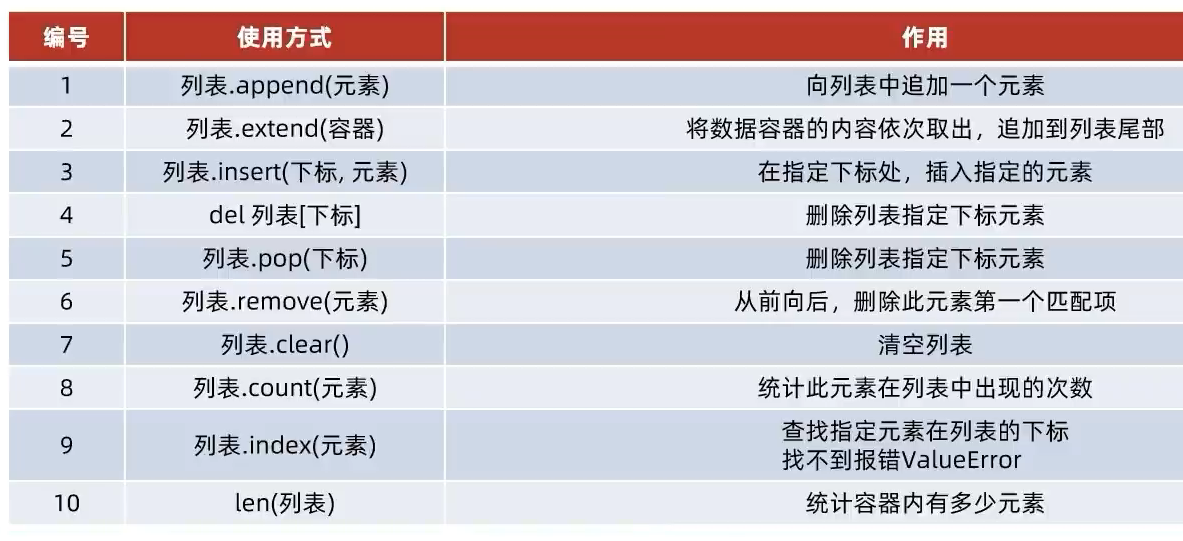 编号 使用方式 作用
1 列表.append(元素) 向列表中追加一个元素
2 列表.extend(容器) 将数据容器的内容依次取出，追加到列表尾部
3 列表.insert(下标, 元素) 在指定下标处，插入指定的元素
4 del 列表[下标] 删除列表指定下标元素
5 列表.pop(下标) 删除列表指定下标元素
6 列表.remove(元素) 从前向后，删除此元素第一个匹配项
7 列表.clear() 清空列表
8 列表.count(元素) 统计此元素在列表中出现的次数
9 列表.index(元素) 查找指定元素在列表的下标
找不到报错ValueError
10 len(列表) 统计容器内有多少元素